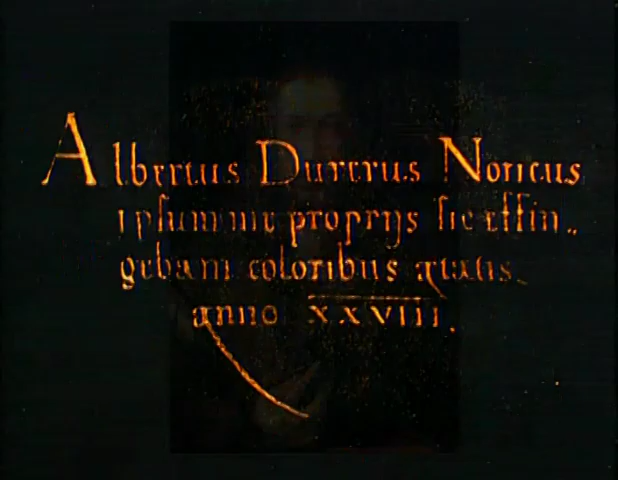 Albertus Durerus Noricus
ipsum me proprijs sic effin..
gebam coloribus ætatis.
anno XXVIII.